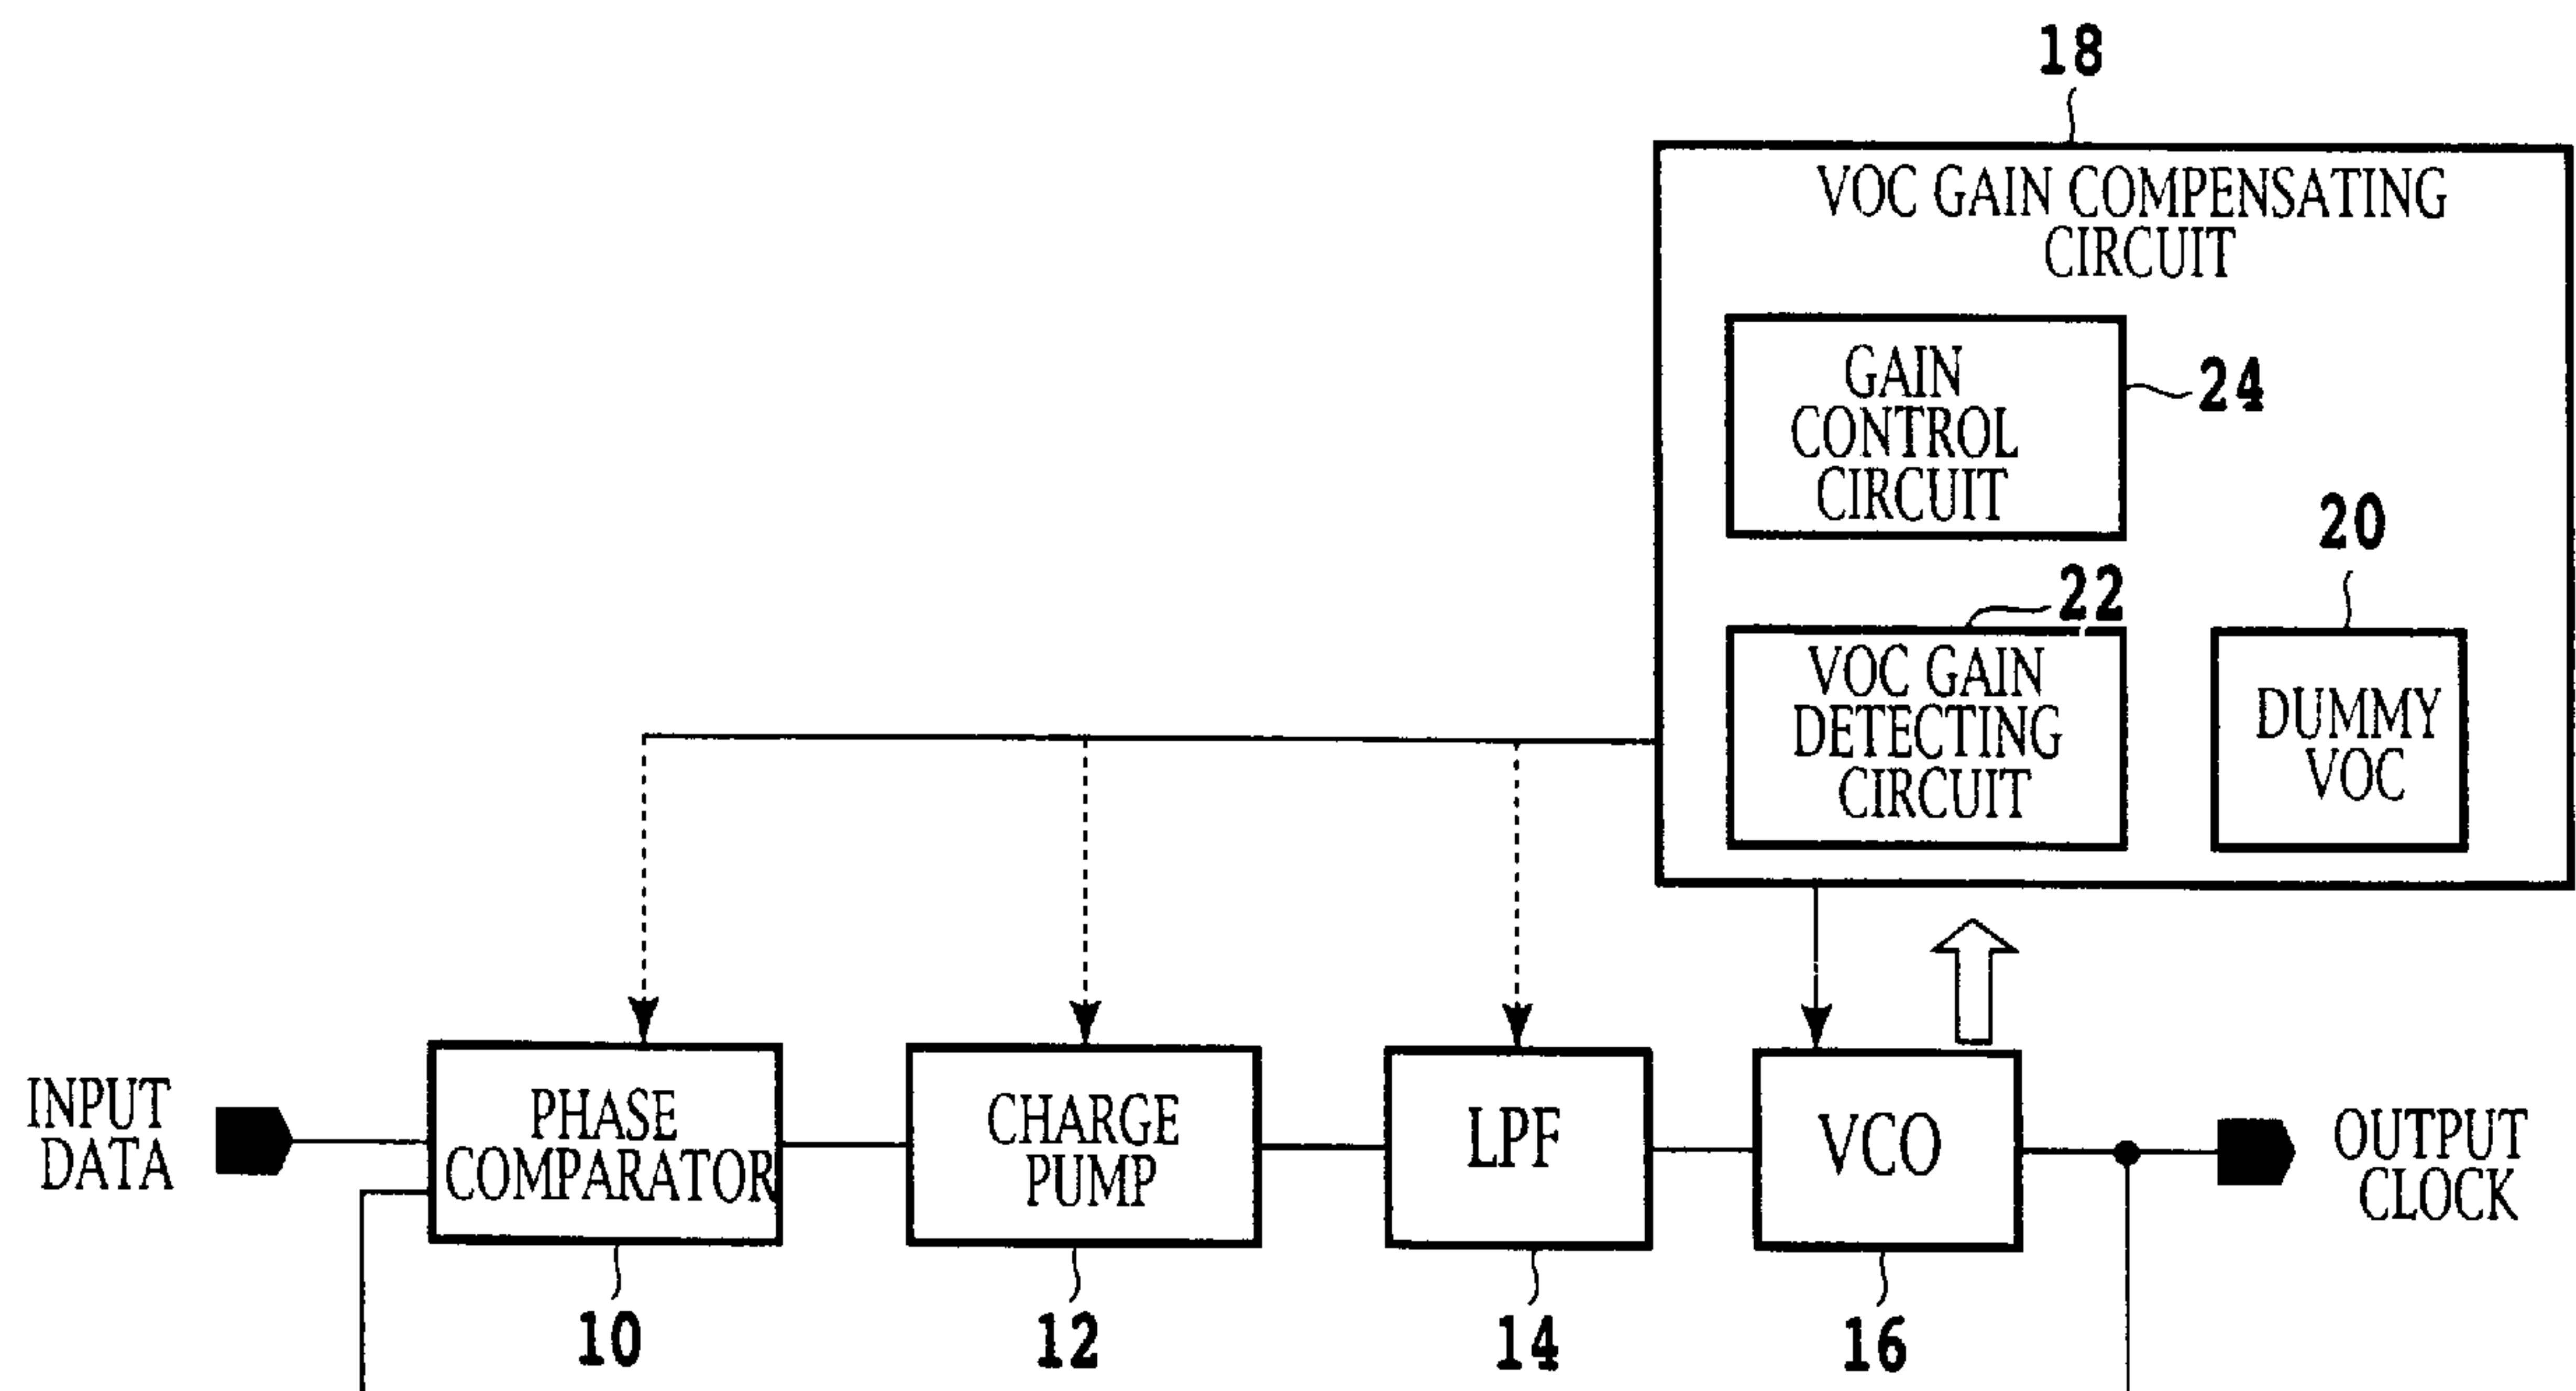 18
VOC GAIN COMPENSATING
CIRCUIT
GAIN
CONTROL
CIRCUIT
24
20
22
VOC GAIN
DETECTING
CIRCUIT
DUMMY
VOC
INPUT
DATA
PHASE
COMPARATOR
CHARGE
PUMP
LPF
VCO
OUTPUT
CLOCK
10
12
14
16